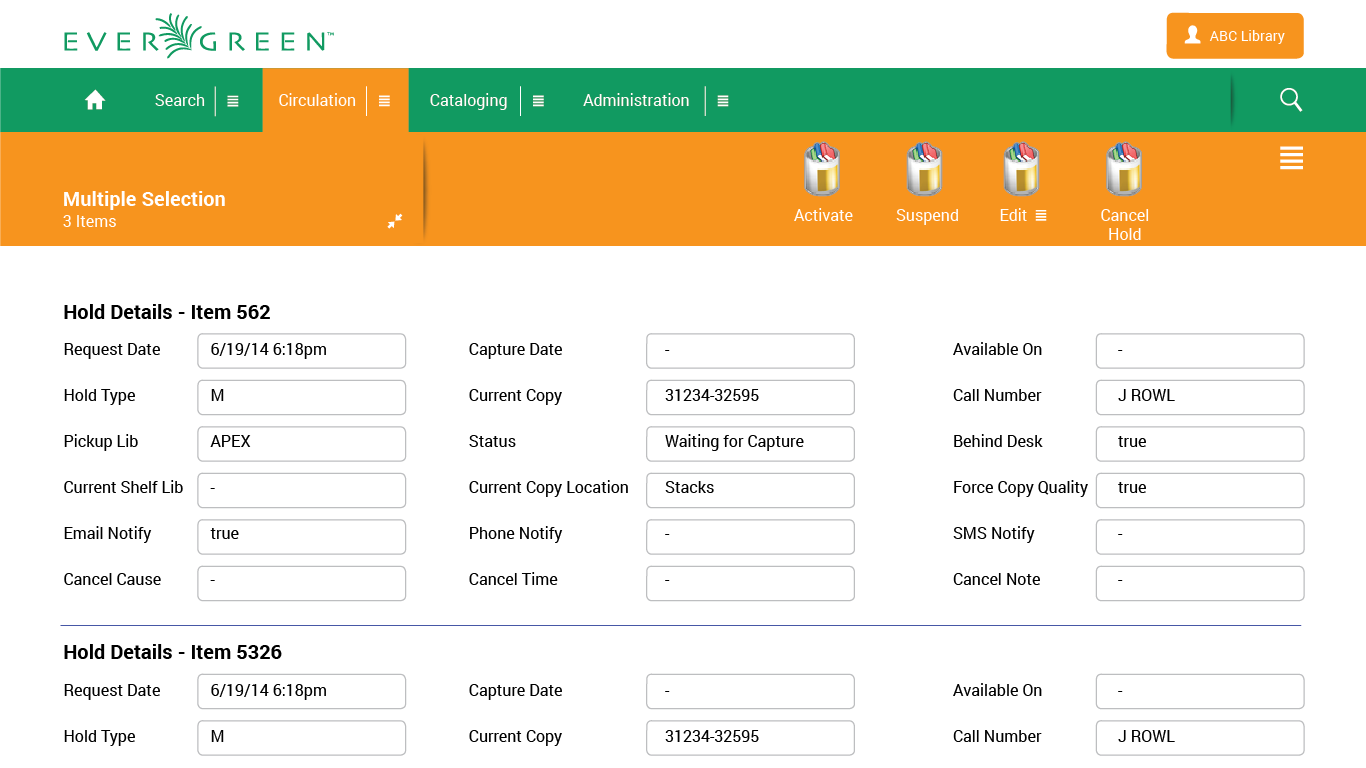 EVERGREEN™
ABC Library
Search
Circulation
Cataloging
Administration
Multiple Selection
3 Items
Activate
Suspend
Edit
Cancel
Hold
Hold Details - Item 562
Request Date 6/19/14 6:18pm Capture Date - Available On -
Hold Type M Current Copy 31234-32595 Call Number J ROWL
Pickup Lib APEX Status Waiting for Capture Behind Desk true
Current Shelf Lib - Current Copy Location Stacks Force Copy Quality true
Email Notify true Phone Notify - SMS Notify -
Cancel Cause - Cancel Time - Cancel Note -
Hold Details - Item 5326
Request Date 6/19/14 6:18pm Capture Date - Available On -
Hold Type M Current Copy 31234-32595 Call Number J ROWL